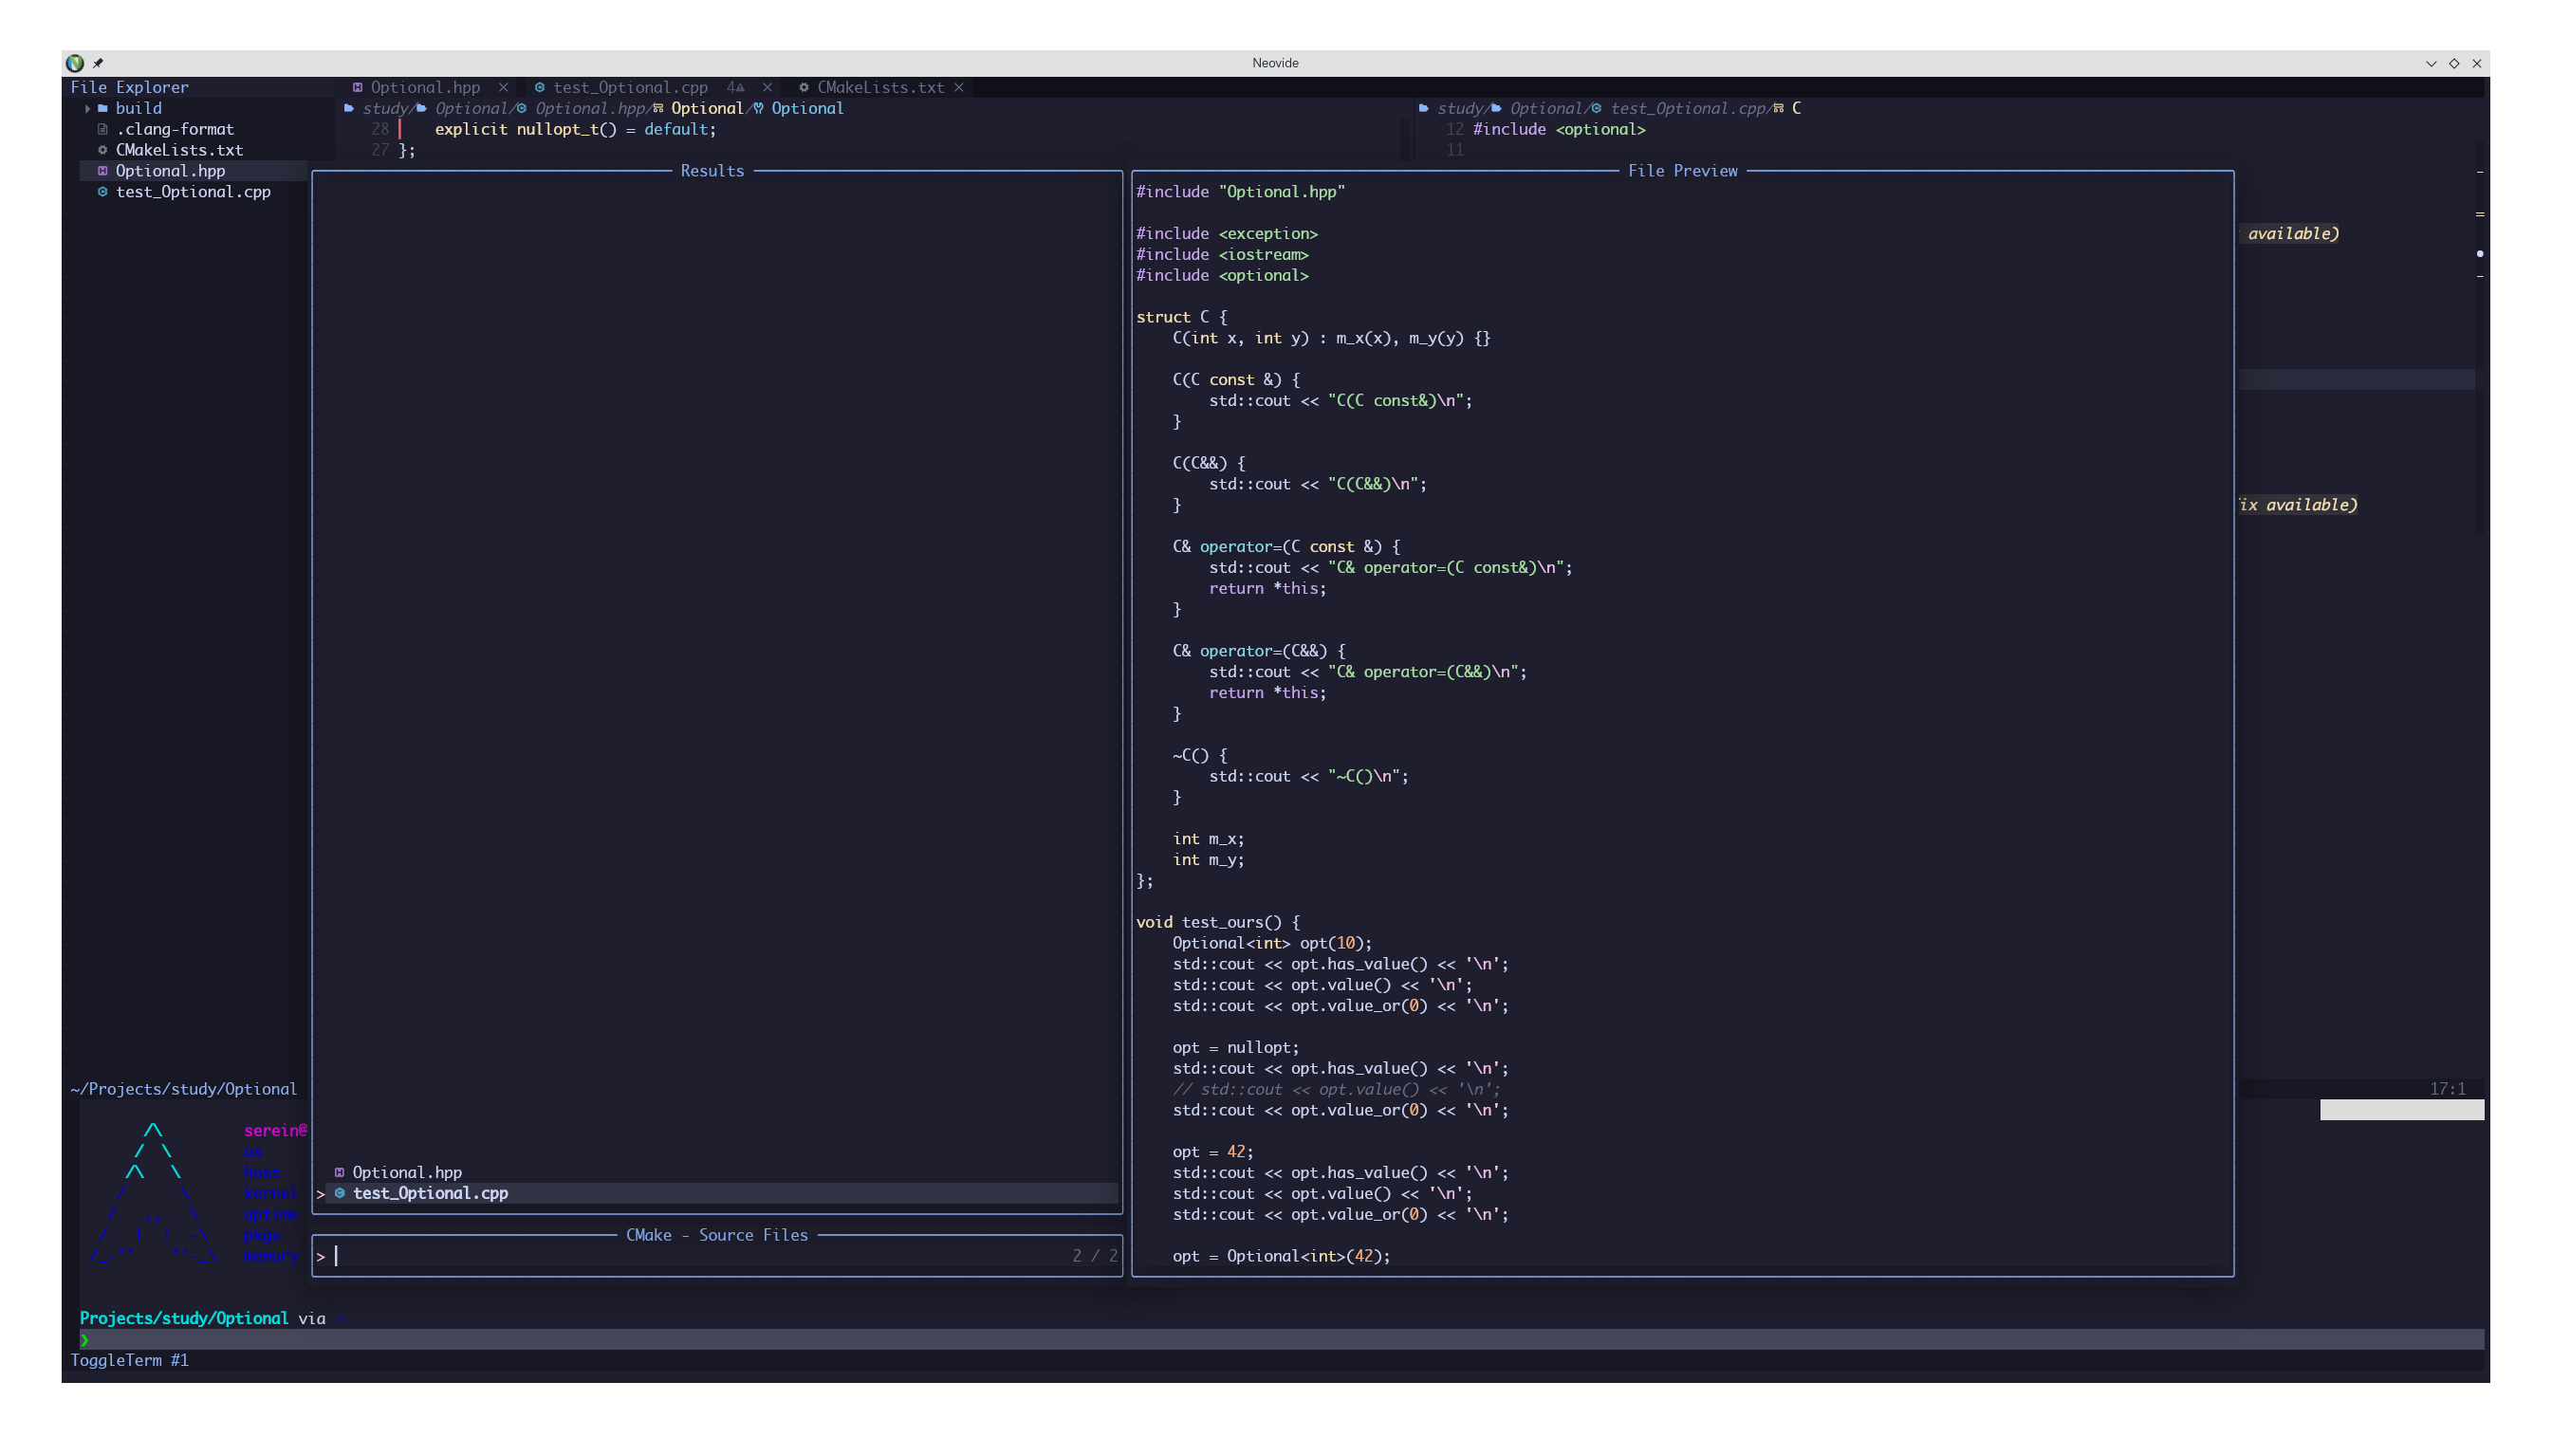 Neovide
File Explorer
build
.clang-format
CMakeLists.txt
Optional.hpp
test_Optional.cpp
Optional.hpp
test_Optional.cpp 4
CMakeLists.txt
study/ Optional/ Optional.hpp/ Optional/ Optional
28 explicit nullopt_t() = default;
27 };
study/ Optional/ test_Optional.cpp/ C
12 #include <optional>
11
available)
ix available)
Results
Optional.hpp
> test_Optional.cpp
CMake - Source Files
> 2 / 2
File Preview
#include "Optional.hpp"
#include <exception>
#include <iostream>
#include <optional>
struct C {
C(int x, int y) : m_x(x), m_y(y) {}
C(C const &) {
std::cout << "C(C const&)\n";
}
C(C&&) {
std::cout << "C(C&&)\n";
}
C& operator=(C const &) {
std::cout << "C& operator=(C const&)\n";
return *this;
}
C& operator=(C&&) {
std::cout << "C& operator=(C&&)\n";
return *this;
}
~C() {
std::cout << "~C()\n";
}
int m_x;
int m_y;
};
void test_ours() {
Optional<int> opt(10);
std::cout << opt.has_value() << '\n';
std::cout << opt.value() << '\n';
std::cout << opt.value_or(0) << '\n';
opt = nullopt;
std::cout << opt.has_value() << '\n';
// std::cout << opt.value() << '\n';
std::cout << opt.value_or(0) << '\n';
opt = 42;
std::cout << opt.has_value() << '\n';
std::cout << opt.value() << '\n';
std::cout << opt.value_or(0) << '\n';
opt = Optional<int>(42);
~/Projects/study/Optional
17:1
serein@
os
host
kernel
uptime
pkgs
memory
Projects/study/Optional via
❯
ToggleTerm #1